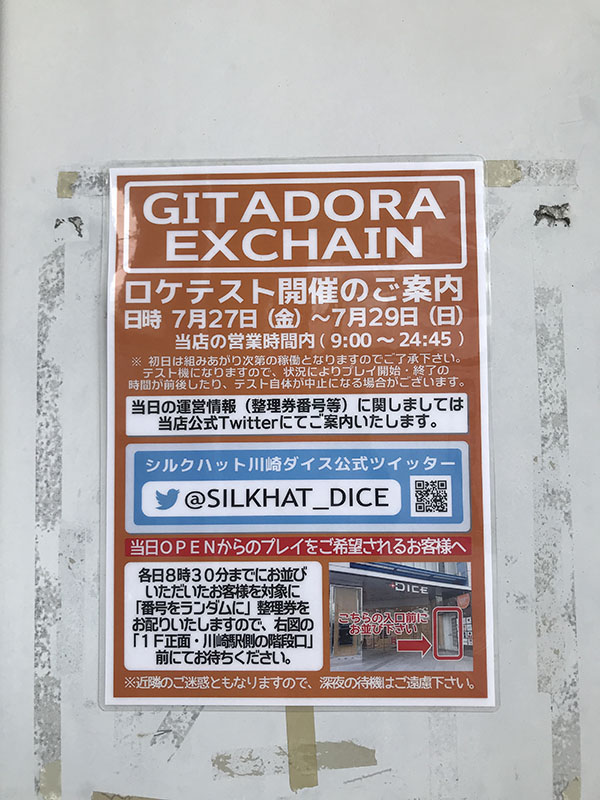 GITADORA
EXCHAIN
ロケテスト開催のご案内
日時 7月27日（金）～7月29日（日）
当店の営業時間内（9:00～24:45）
※ 初日は組みあがり次第の稼働となりますのでご了承下さい。
テスト機になりますので、状況によりプレイ開始・終了の
時間が前後したり、テスト自体が中止になる場合がございます。
当日の運営情報（整理券番号等）に関しましては
当店公式Twitterにてご案内いたします。
シルクハット川崎ダイス公式ツイッター
@SILKHAT_DICE
当日OPENからのプレイをご希望されるお客様へ
各日8時30分までにお並び
いただいたお客様を対象に
「番号をランダムに」整理券を
お配りいたしますので、右図の
「1F正面・川崎駅側の階段口」
前にてお待ちください。
DICE
こちらの入口前に
お並び下さい
※近隣のご迷惑ともなりますので、深夜の待機はご遠慮下さい。